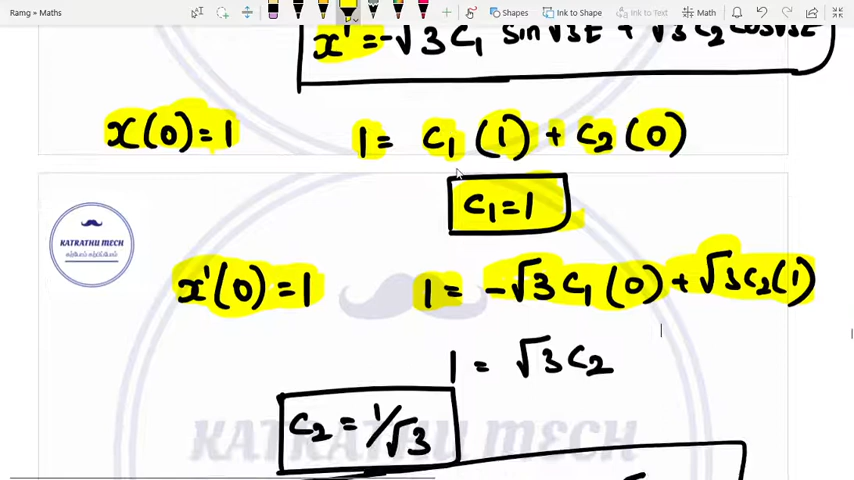 Ramg » Maths
Shapes Ink to Shape Ink to Text Math
x' = -√3 C₁ sin√3t + √3 C₂ cos√3t
x(0)=1 1 = C₁ (1) + C₂ (0)
C₁ = 1
KATRATHU MECH
கற்போம் கற்பிப்போம்
x'(0)=1 1 = -√3 C₁ (0) + √3 C₂ (1)
1 = √3 C₂
C₂ = 1/√3
KATRATHU MECH